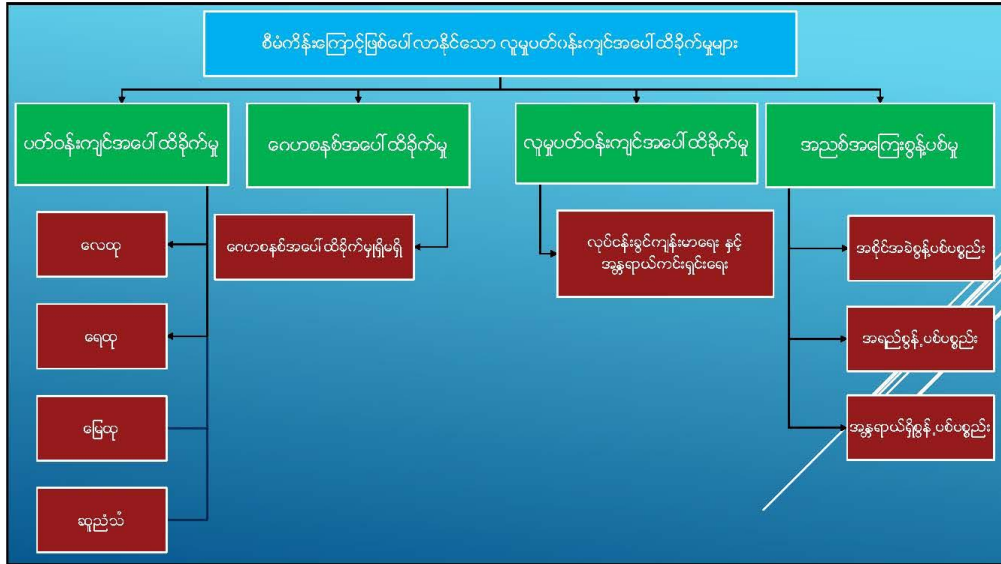 စီမံကိန်းကြောင့်ဖြစ်ပေါ်လာနိုင်သော လူမှုပတ်ဝန်းကျင်အပေါ်ထိခိုက်မှုများ
ပတ်ဝန်းကျင်အပေါ်ထိခိုက်မှု
ဂေဟစနစ်အပေါ်ထိခိုက်မှု
လူမှုပတ်ဝန်းကျင်အပေါ်ထိခိုက်မှု
အညစ်အကြေးစွန့်ပစ်မှု
လေထု
ရေထု
မြေထု
ဆူညံသံ
ဂေဟစနစ်အပေါ်ထိခိုက်မှုရှိမရှိ
လုပ်ငန်းခွင်ကျန်းမာရေး နှင့်
အန္တရာယ်ကင်းရှင်းရေး
အစိုင်အခဲစွန့်ပစ်ပစ္စည်း
အရည်စွန့်ပစ်ပစ္စည်း
အန္တရာယ်ရှိစွန့်ပစ်ပစ္စည်း